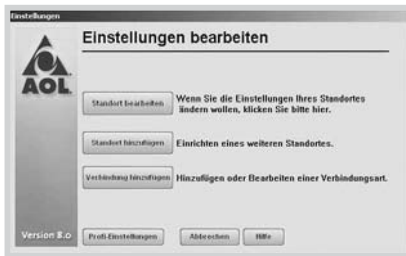 Einstellungen
Einstellungen bearbeiten
AOL
Standort bearbeiten
Wenn Sie die Einstellungen Ihres Standortes
ändern wollen, klicken Sie bitte hier.
Standort hinzufügen
Einrichten eines weiteren Standortes.
Verbindung hinzufügen
Hinzufügen oder Bearbeiten einer Verbindungsart.
Version 8.0
Profi-Einstellungen
Abbrechen
Hilfe